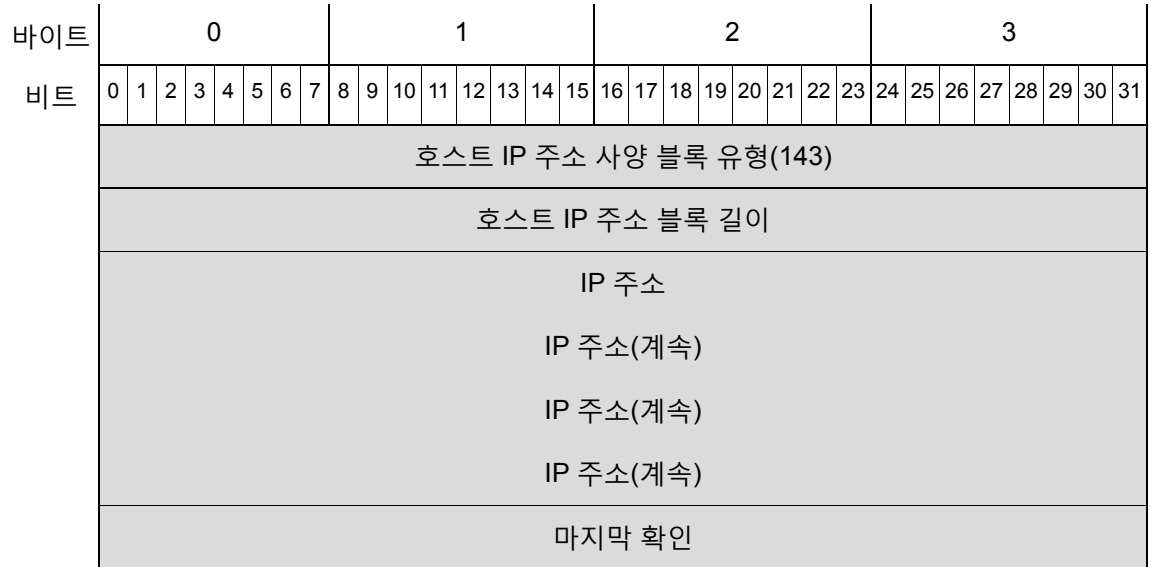 바이트 0 1 2 3
비트 0 1 2 3 4 5 6 7 8 9 10 11 12 13 14 15 16 17 18 19 20 21 22 23 24 25 26 27 28 29 30 31
호스트 IP 주소 사양 블록 유형(143)
호스트 IP 주소 블록 길이
IP 주소
IP 주소(계속)
IP 주소(계속)
IP 주소(계속)
마지막 확인